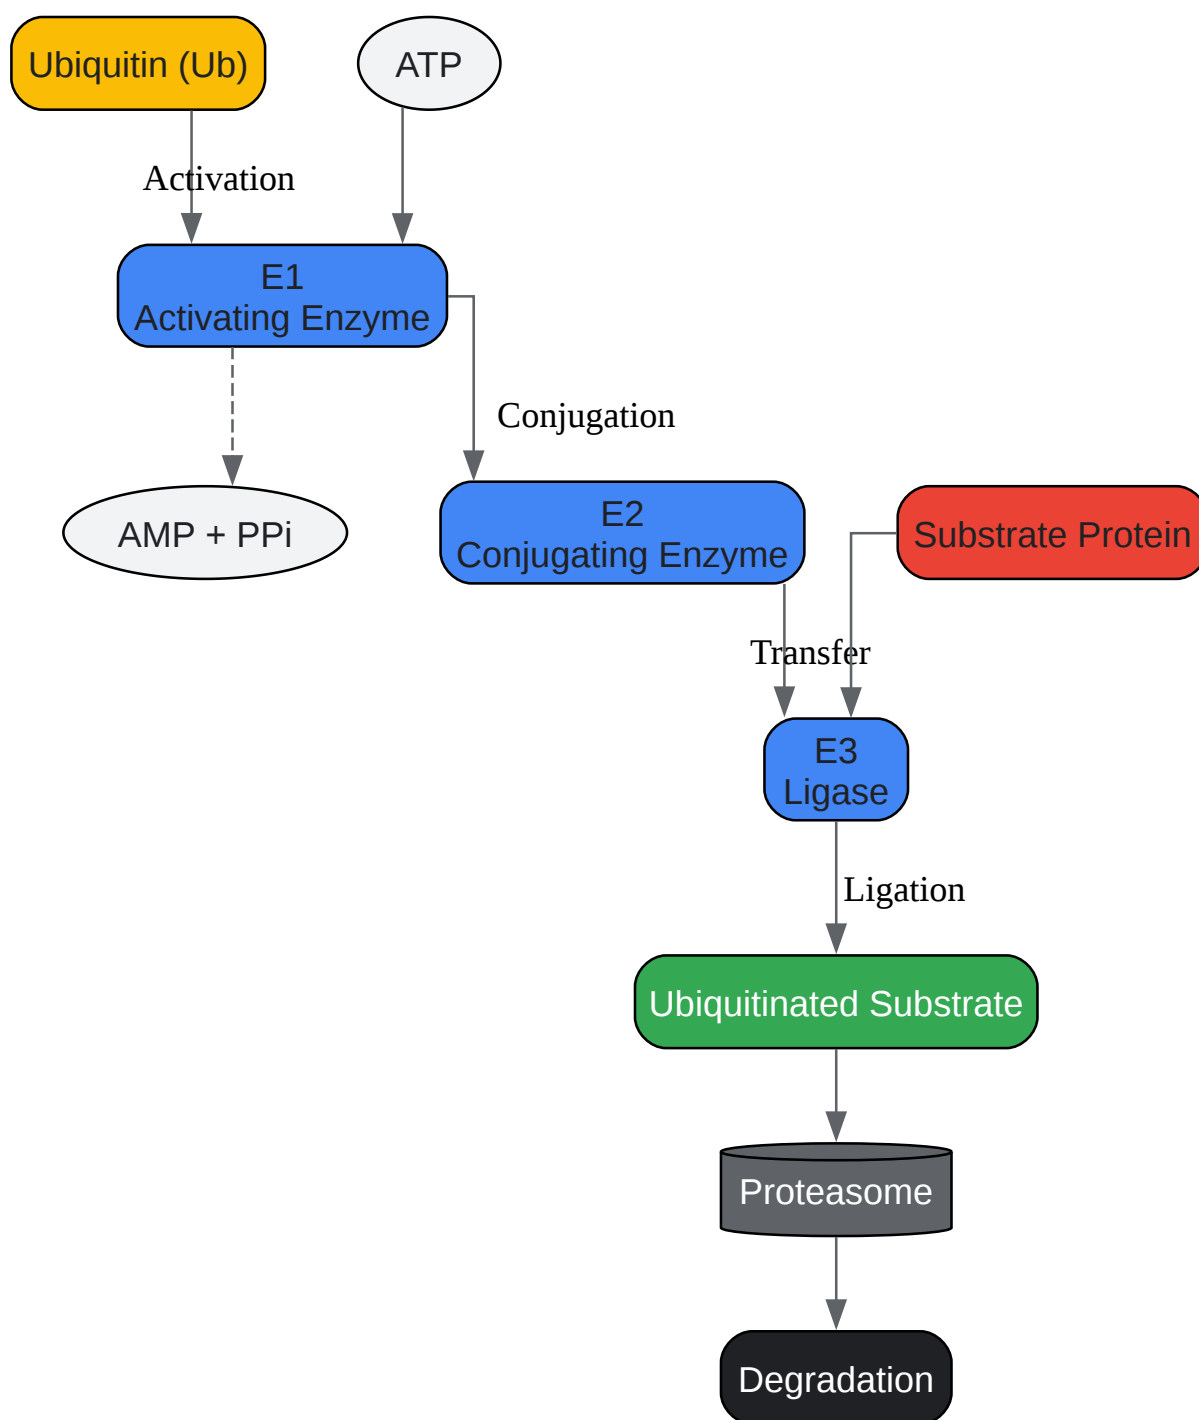 Ubiquitin (Ub)
ATP
Activation
E1
Activating Enzyme
Conjugation
AMP + PPi
E2
Conjugating Enzyme
Substrate Protein
Transfer
E3
Ligase
Ligation
Ubiquitinated Substrate
Proteasome
Degradation